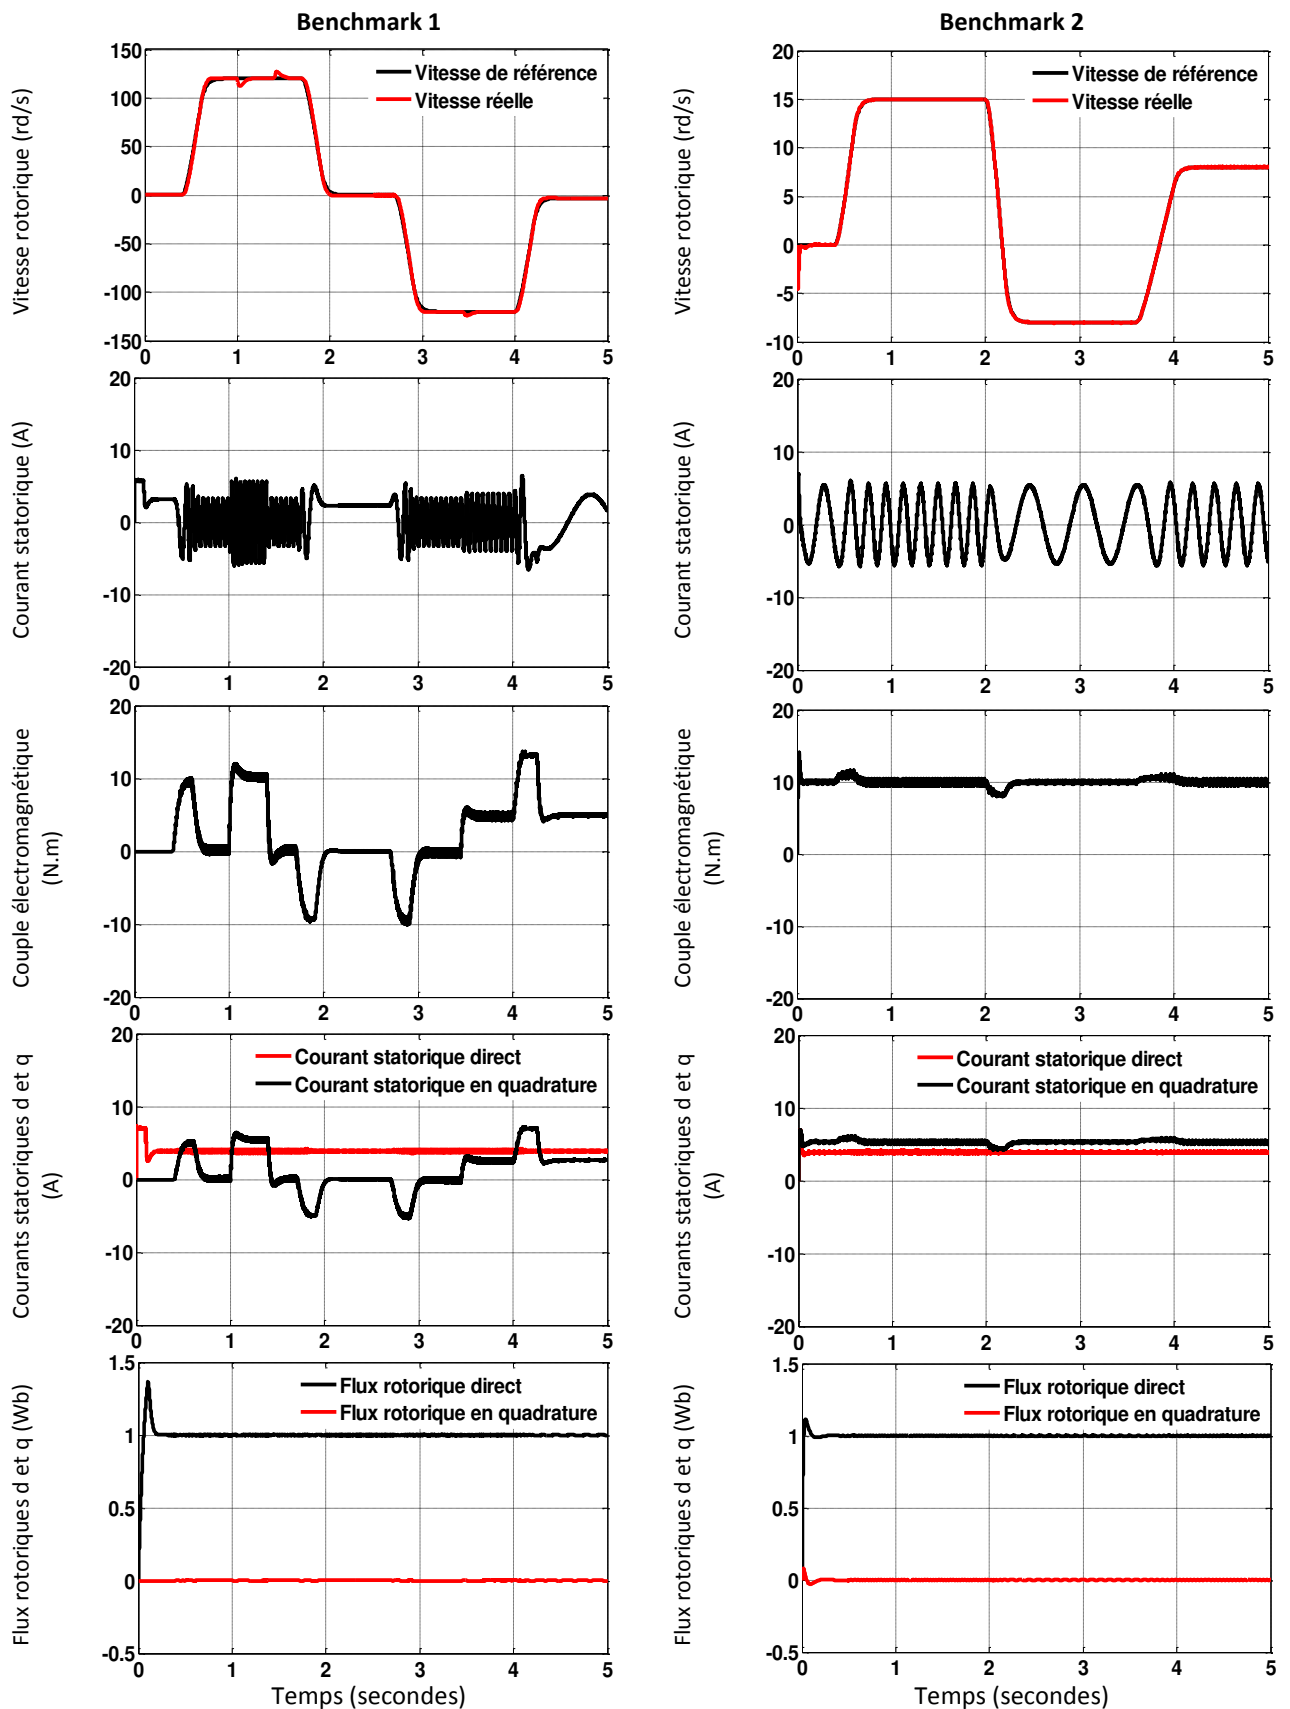 Benchmark 1
Vitesse rotorique (rd/s)
150
100
50
0
-50
-100
-150
Vitesse de référence
Vitesse réelle
0 1 2 3 4 5
Courant statorique (A)
20
10
0
-10
-20
0 1 2 3 4 5
Couple électromagnétique
(N.m)
20
10
0
-10
-20
0 1 2 3 4 5
Courants statoriques d et q
(A)
20
10
0
-10
-20
Courant statorique direct
Courant statorique en quadrature
0 1 2 3 4 5
Flux rotoriques d et q (Wb)
1.5
1
0.5
0
-0.5
Flux rotorique direct
Flux rotorique en quadrature
0 1 2 3 4 5
Temps (secondes)
Benchmark 2
Vitesse rotorique (rd/s)
20
15
10
5
0
-5
-10
Vitesse de référence
Vitesse réelle
0 1 2 3 4 5
Courant statorique (A)
20
10
0
-10
-20
0 1 2 3 4 5
Couple électromagnétique
(N.m)
20
10
0
-10
-20
0 1 2 3 4 5
Courants statoriques d et q
(A)
20
10
0
-10
-20
Courant statorique direct
Courant statorique en quadrature
0 1 2 3 4 5
Flux rotoriques d et q (Wb)
1.5
1
0.5
0
-0.5
Flux rotorique direct
Flux rotorique en quadrature
0 1 2 3 4 5
Temps (secondes)